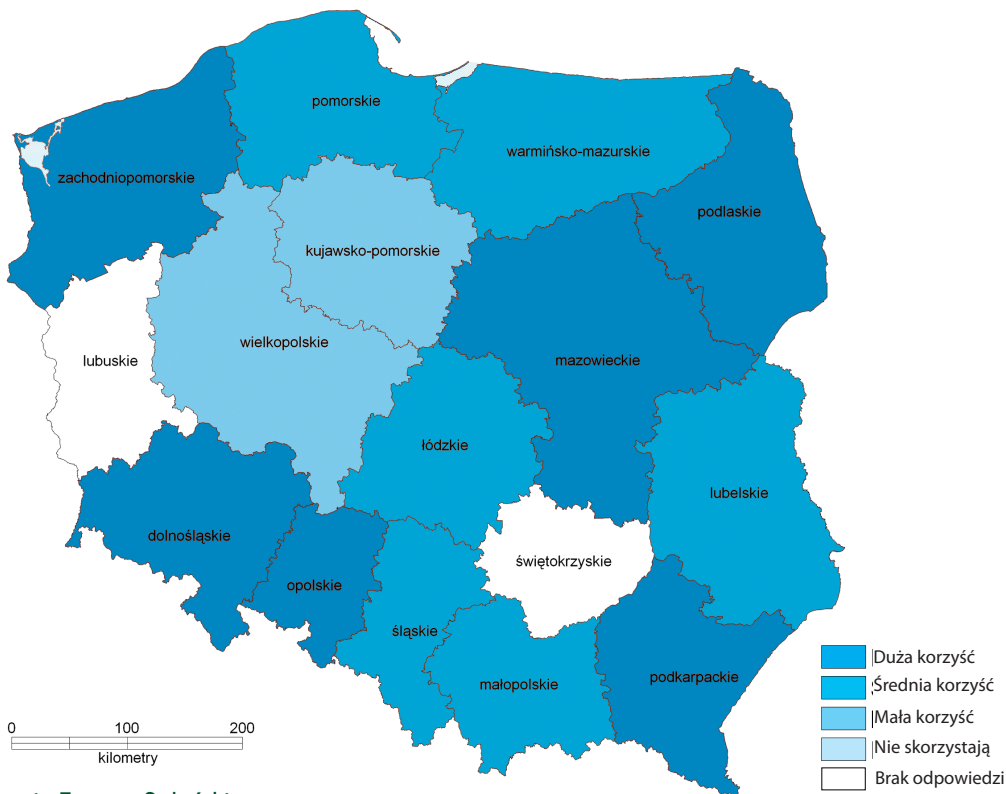 pomorskie
warmińsko-mazurskie
zachodniopomorskie
podlaskie
kujawsko-pomorskie
wielkopolskie
lubuskie
mazowieckie
łódzkie
lubelskie
dolnośląskie
świętokrzyskie
opolskie
śląskie
małopolskie
podkarpackie
Duża korzyść
Średnia korzyść
Mała korzyść
Nie skorzystają
Brak odpowiedzi
0 100 200
kilometry